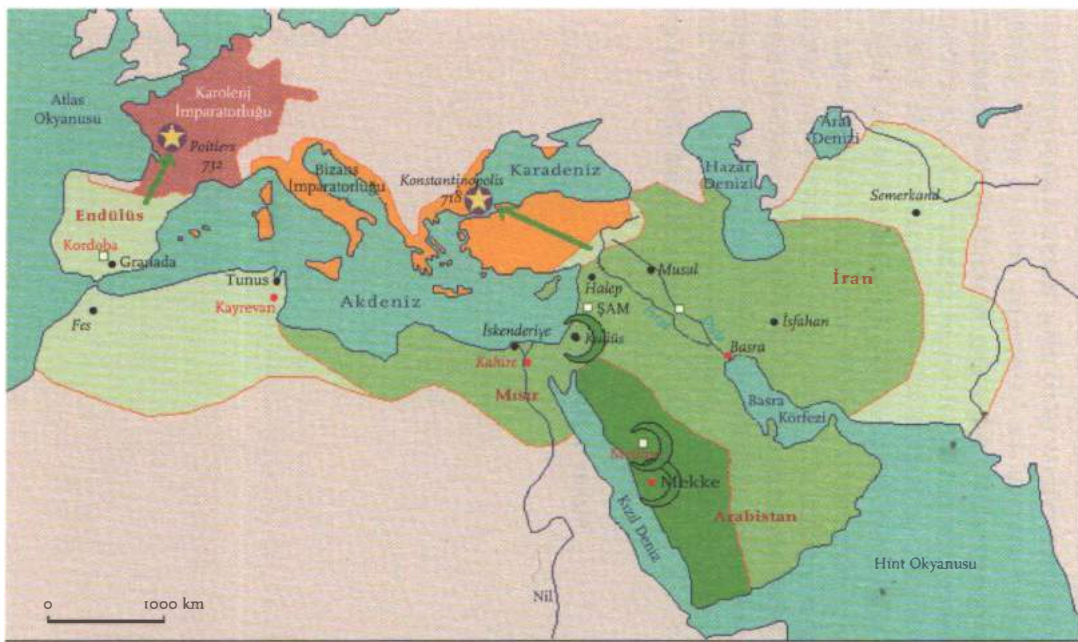 Atlas
Okyanusu
Karolenj
İmparatorluğu
Poitiers
732
Bizans
İmparatorluğu
Konstantinopolis
Karadeniz
Hazar
Denizi
Aral
Denizi
Semerkand
Endülüs
Kordoba
Granada
Tunus
Kayrevan
Fes
Akdeniz
Halep
Musul
İran
ŞAM
İsfahan
İskenderiye
Kudüs
Basra
Kahire
Mısır
Basra
Körfezi
Mekke
Arabistan
Kızıl Deniz
Hint Okyanusu
Nil
0 1000 km